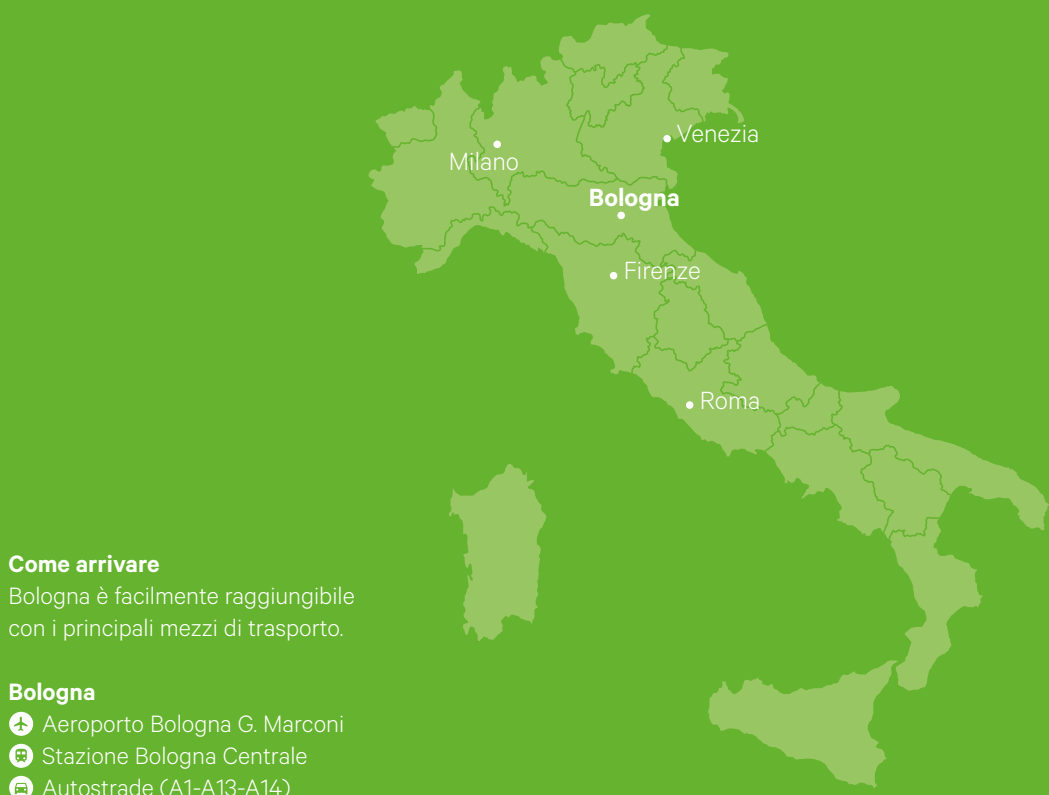 Venezia
Milano
Bologna
Firenze
Roma
Come arrivare
Bologna è facilmente raggiungibile
con i principali mezzi di trasporto.
Bologna
Aeroporto Bologna G. Marconi
Stazione Bologna Centrale
Autostrade (A1-A13-A14)